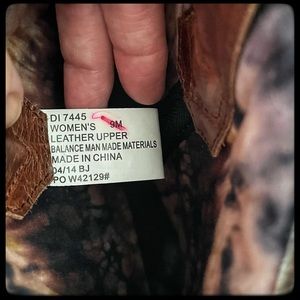 DI 7445
WOMEN'S 9M
LEATHER UPPER
BALANCE MAN MADE MATERIALS
MADE IN CHINA
04/14 BJ
PO W42129#